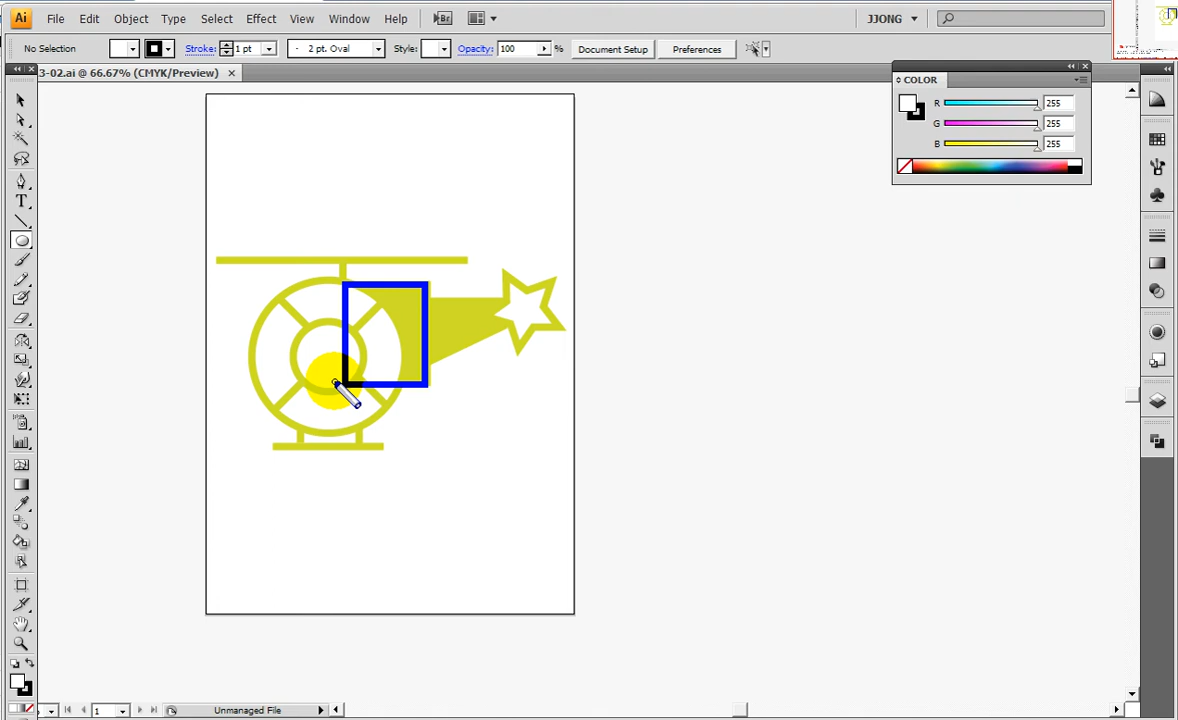 Ai File Edit Object Type Select Effect View Window Help Br JJONG
No Selection Stroke: 1 pt 2 pt. Oval Style: Opacity: 100 % Document Setup Preferences
3-02.ai @ 66.67% (CMYK/Preview)
COLOR
R 255
G 255
B 255
T
1 Unmanaged File